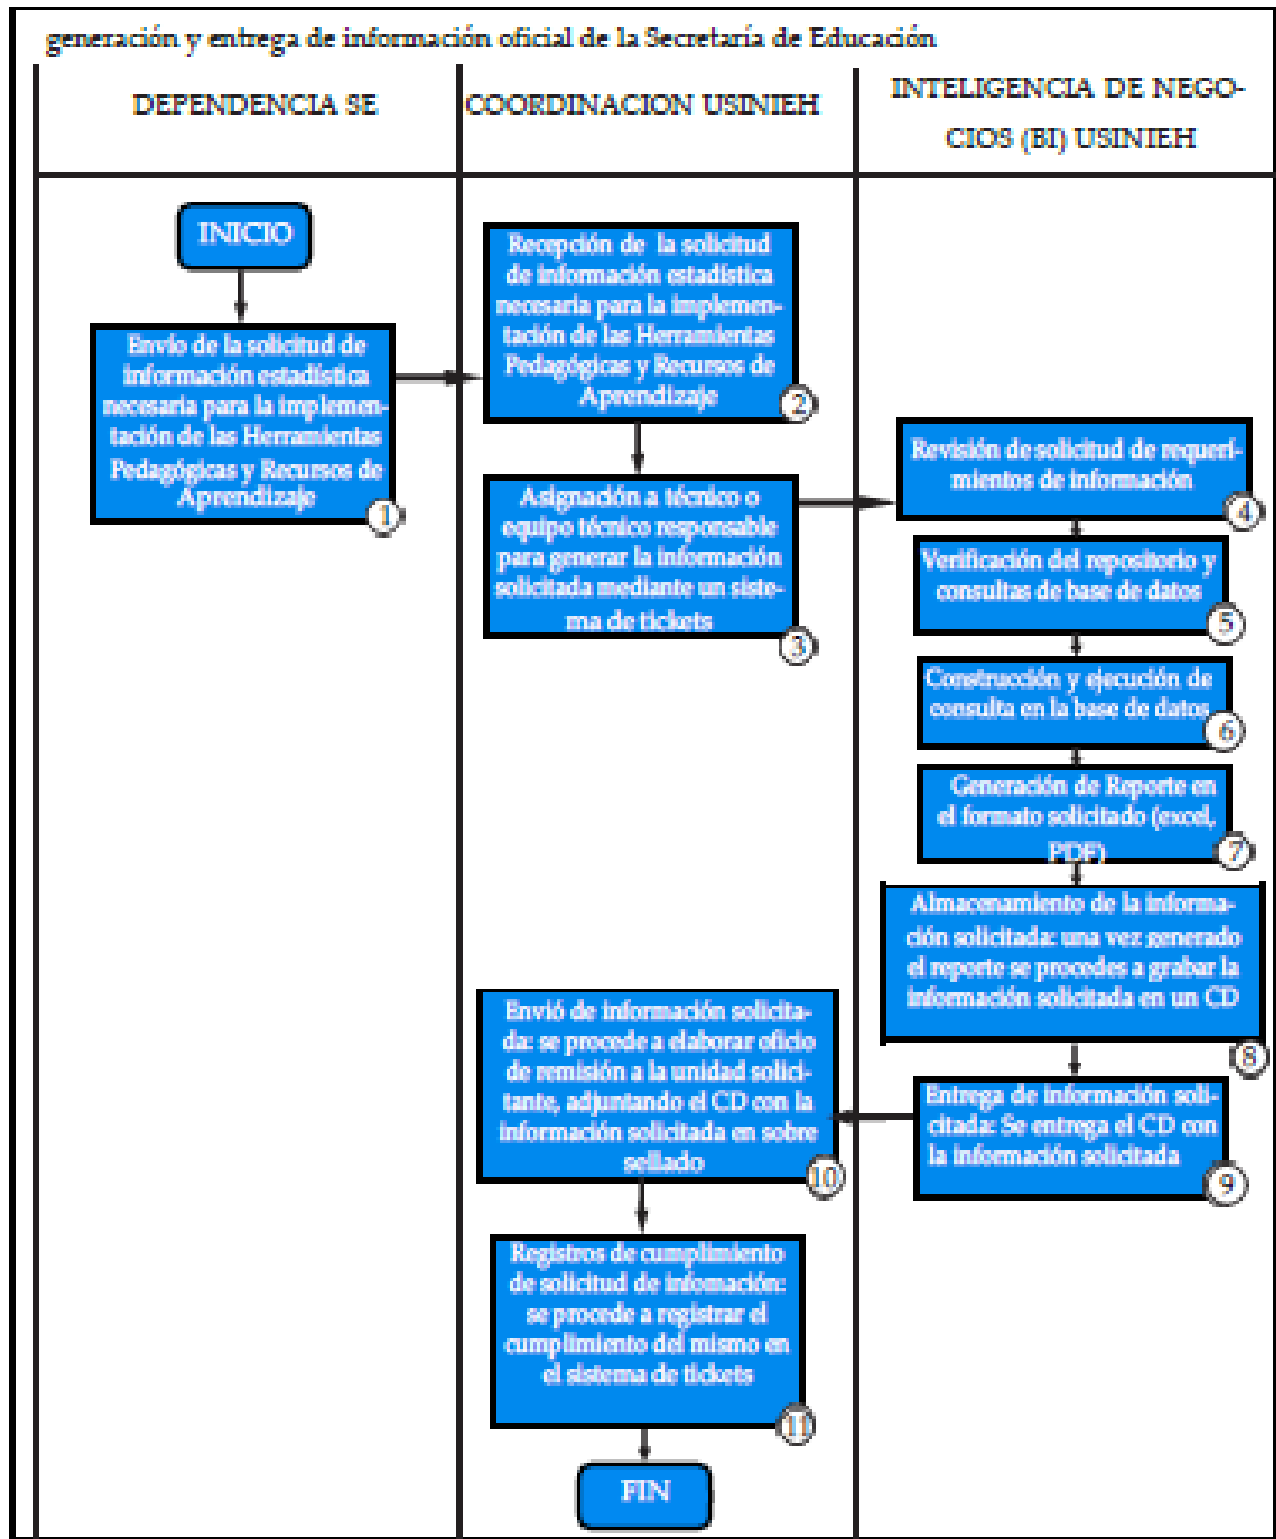 generación y entrega de información oficial de la Secretaría de Educación
DEPENDENCIA SE
COORDINACION USINIEH
INTELIGENCIA DE NEGO-
CIOS (BI) USINIEH
INICIO
Envío de la solicitud de
información estadística
necesaria para la implemen-
tación de las Herramientas
Pedagógicas y Recursos de
Aprendizaje
1
Recepción de la solicitud
de información estadística
necesaria para la implemen-
tación de las Herramientas
Pedagógicas y Recursos de
Aprendizaje
2
Asignación a técnico o
equipo técnico responsable
para generar la información
solicitada mediante un siste-
ma de tickets
3
Revisión de solicitud de requeri-
mientos de información
4
Verificación del repositorio y
consultas de base de datos
5
Construcción y ejecución de
consulta en la base de datos
6
Generación de Reporte en
el formato solicitado (excel,
PDF)
7
Almacenamiento de la informa-
ción solicitada: una vez generado
el reporte se procedes a grabar la
información solicitada en un CD
8
Entrega de información soli-
citada: Se entrega el CD con
la información solicitada
9
Envió de información solicita-
da: se procede a elaborar oficio
de remisión a la unidad solici-
tante, adjuntando el CD con la
información solicitada en sobre
sellado
10
Registros de cumplimiento
de solicitud de infomación:
se procede a registrar el
cumplimiento del mismo en
el sistema de tickets
11
FIN